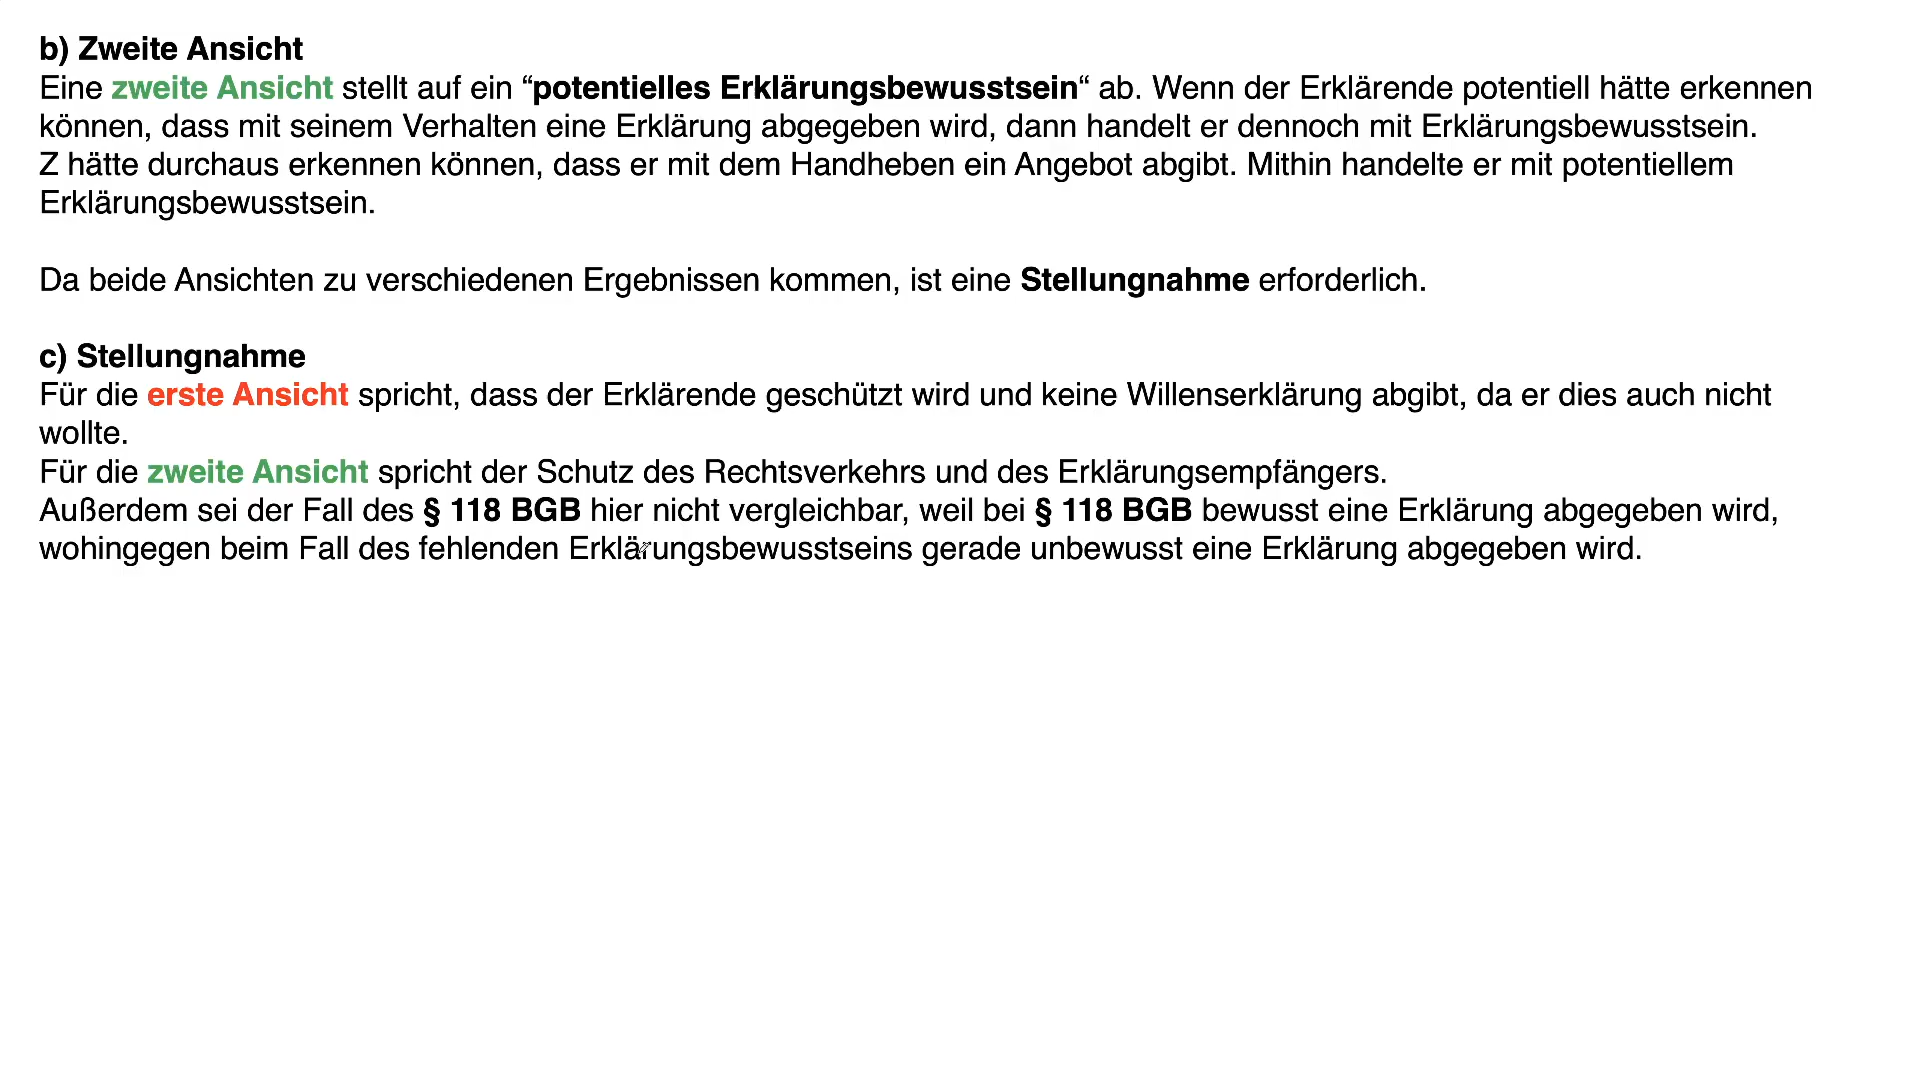 b) Zweite Ansicht
Eine zweite Ansicht stellt auf ein “potentielles Erklärungsbewusstsein“ ab. Wenn der Erklärende potentiell hätte erkennen
können, dass mit seinem Verhalten eine Erklärung abgegeben wird, dann handelt er dennoch mit Erklärungsbewusstsein.
Z hätte durchaus erkennen können, dass er mit dem Handheben ein Angebot abgibt. Mithin handelte er mit potentiellem
Erklärungsbewusstsein.
Da beide Ansichten zu verschiedenen Ergebnissen kommen, ist eine Stellungnahme erforderlich.
c) Stellungnahme
Für die erste Ansicht spricht, dass der Erklärende geschützt wird und keine Willenserklärung abgibt, da er dies auch nicht
wollte.
Für die zweite Ansicht spricht der Schutz des Rechtsverkehrs und des Erklärungsempfängers.
Außerdem sei der Fall des § 118 BGB hier nicht vergleichbar, weil bei § 118 BGB bewusst eine Erklärung abgegeben wird,
wohingegen beim Fall des fehlenden Erklärungsbewusstseins gerade unbewusst eine Erklärung abgegeben wird.